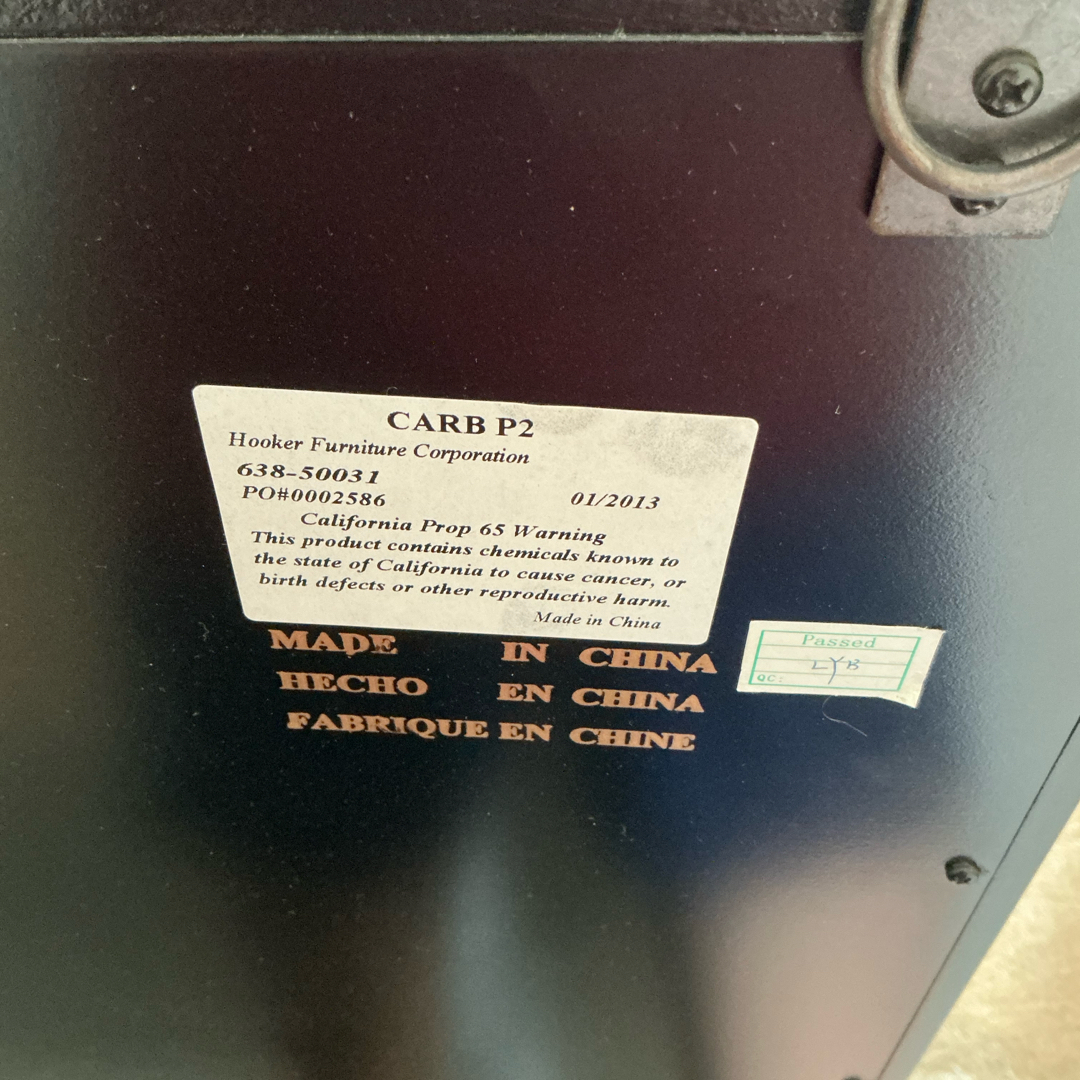 CARB P2
Hooker Furniture Corporation
638-50031
PO#0002586 01/2013
California Prop 65 Warning
This product contains chemicals known to
the state of California to cause cancer, or
birth defects or other reproductive harm.
Made in China
MADE IN CHINA
HECHO EN CHINA
FABRIQUE EN CHINE
Passed
LYB
QC: